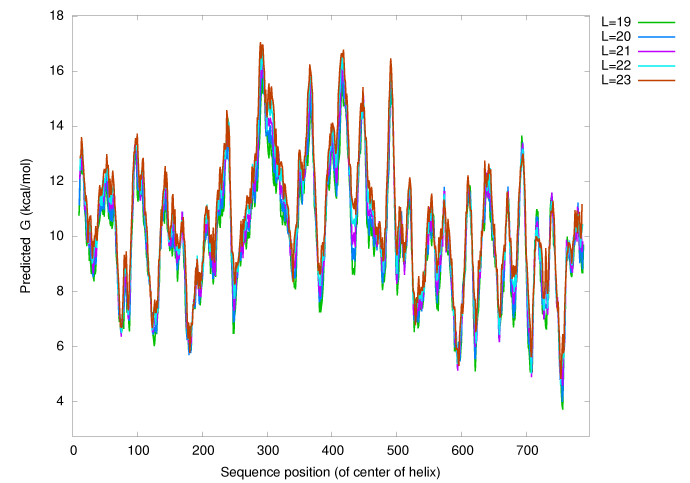 18
16
14
12
10
8
6
4
Predicted  G (kcal/mol)
0 100 200 300 400 500 600 700
Sequence position (of center of helix)
L=19
L=20
L=21
L=22
L=23